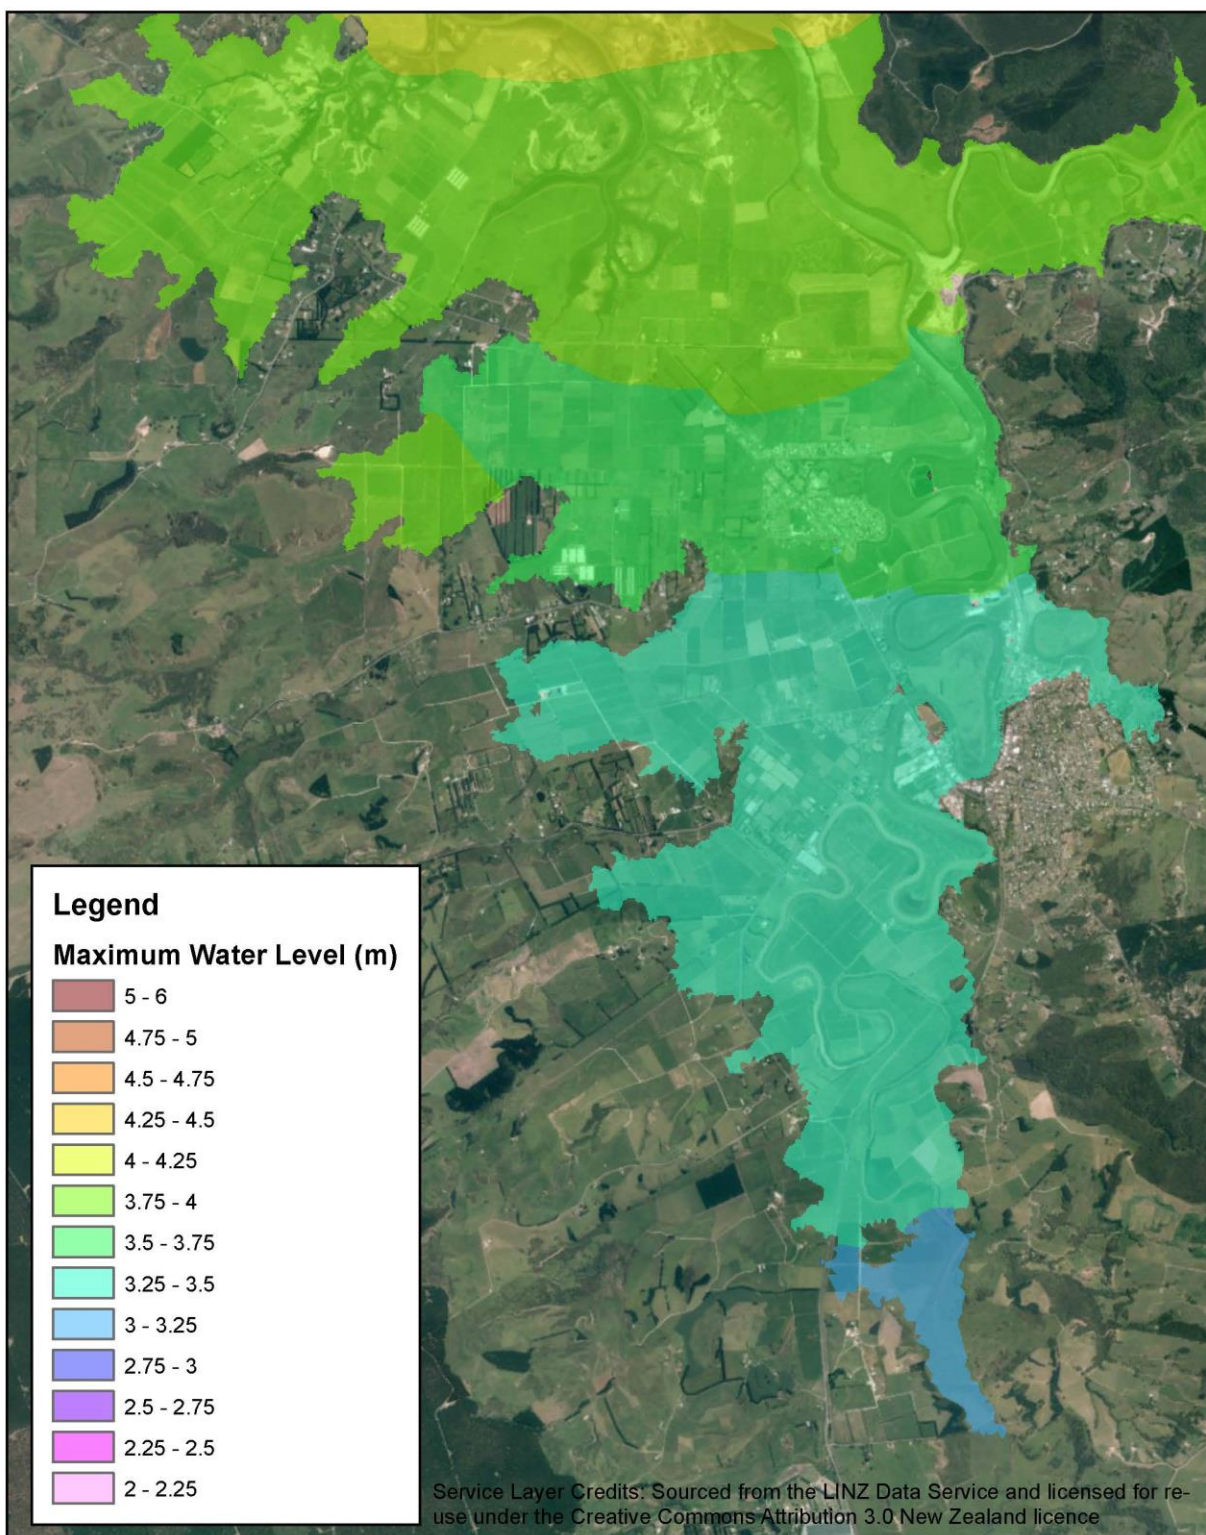 Legend
Maximum Water Level (m)
5 - 6
4.75 - 5
4.5 - 4.75
4.25 - 4.5
4 - 4.25
3.75 - 4
3.5 - 3.75
3.25 - 3.5
3 - 3.25
2.75 - 3
2.5 - 2.75
2.25 - 2.5
2 - 2.25
Service Layer Credits: Sourced from the LINZ Data Service and licensed for re-
use under the Creative Commons Attribution 3.0 New Zealand licence